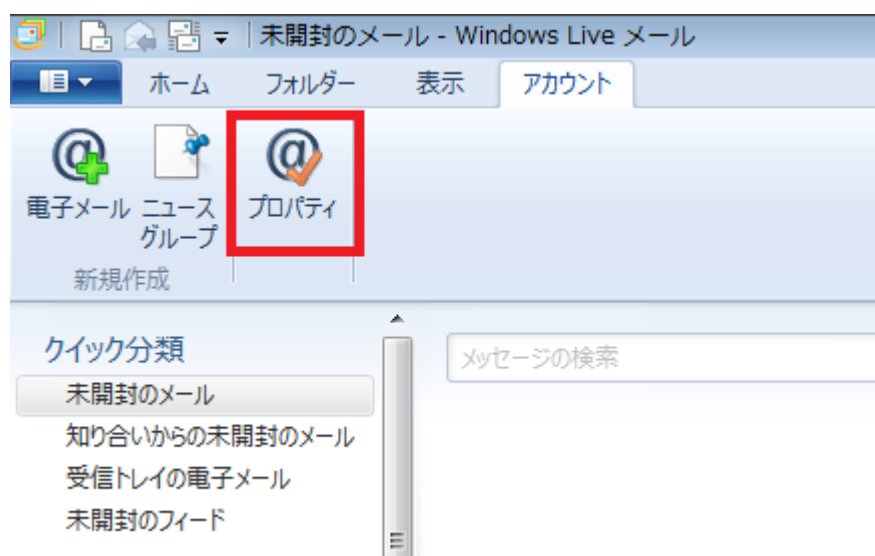 未開封のメール - Windows Live メール
ホーム フォルダー 表示 アカウント
電子メール ニュース グループ プロパティ
新規作成
クイック分類
メッセージの検索
未開封のメール
知り合いからの未開封のメール
受信トレイの電子メール
未開封のフィード